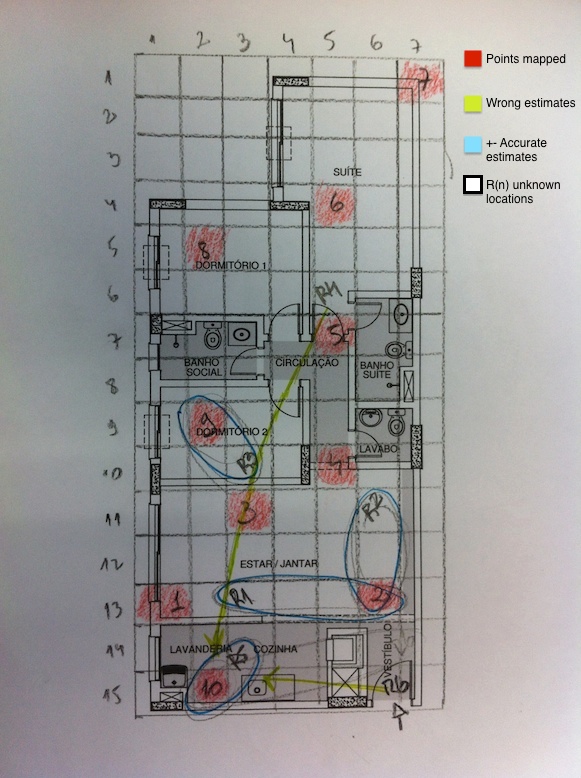 1 2 3 4 5 6 7
Points mapped
Wrong estimates
+- Accurate
estimates
R(n) unknown
locations
1
7
2
3
SUÍTE
4
6
5
8
DORMITÓRIO 1
6
R4
7
5
BANHO
SOCIAL
CIRCULAÇÃO
BANHO
SUITE
8
9
9
DORMITÓRIO 2
LAVABO
R3
10
4
11
3
R2
12
ESTAR / JANTAR
13
1
R1
2
14
LAVANDERIA
COZINHA
R5
VESTÍBULO
15
10
R6